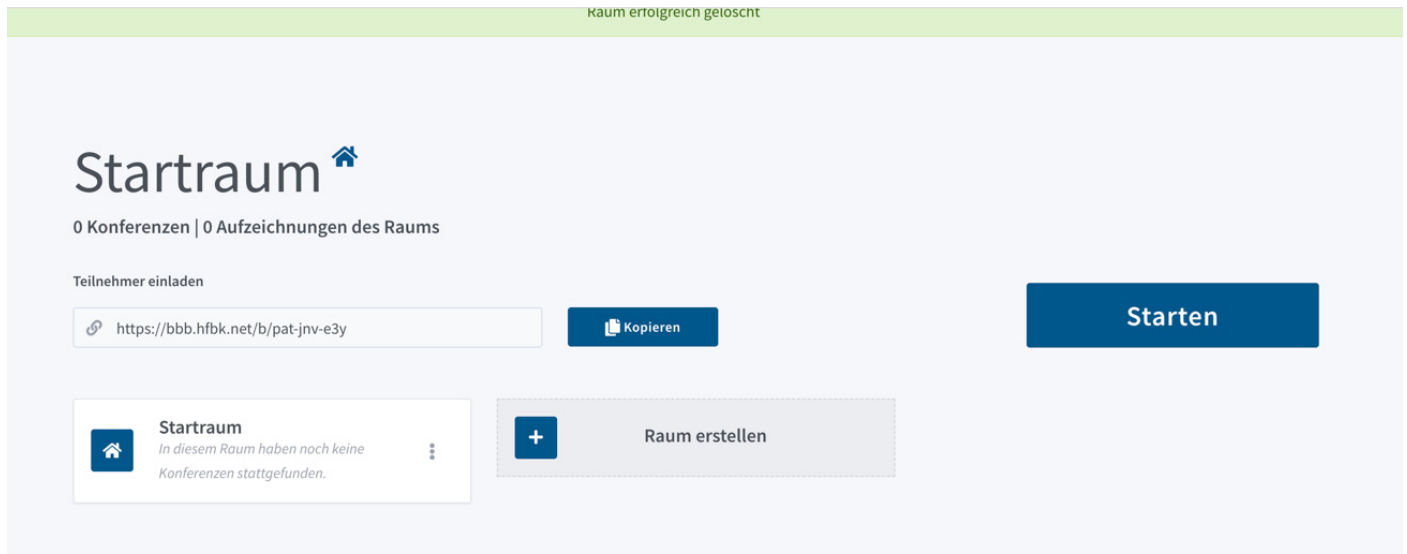 Raum erfolgreich gelöscht
Startraum
0 Konferenzen | 0 Aufzeichnungen des Raums
Teilnehmer einladen
https://bbb.hfbk.net/b/pat-jnv-e3y
Kopieren
Starten
Startraum
In diesem Raum haben noch keine
Konferenzen stattgefunden.
Raum erstellen